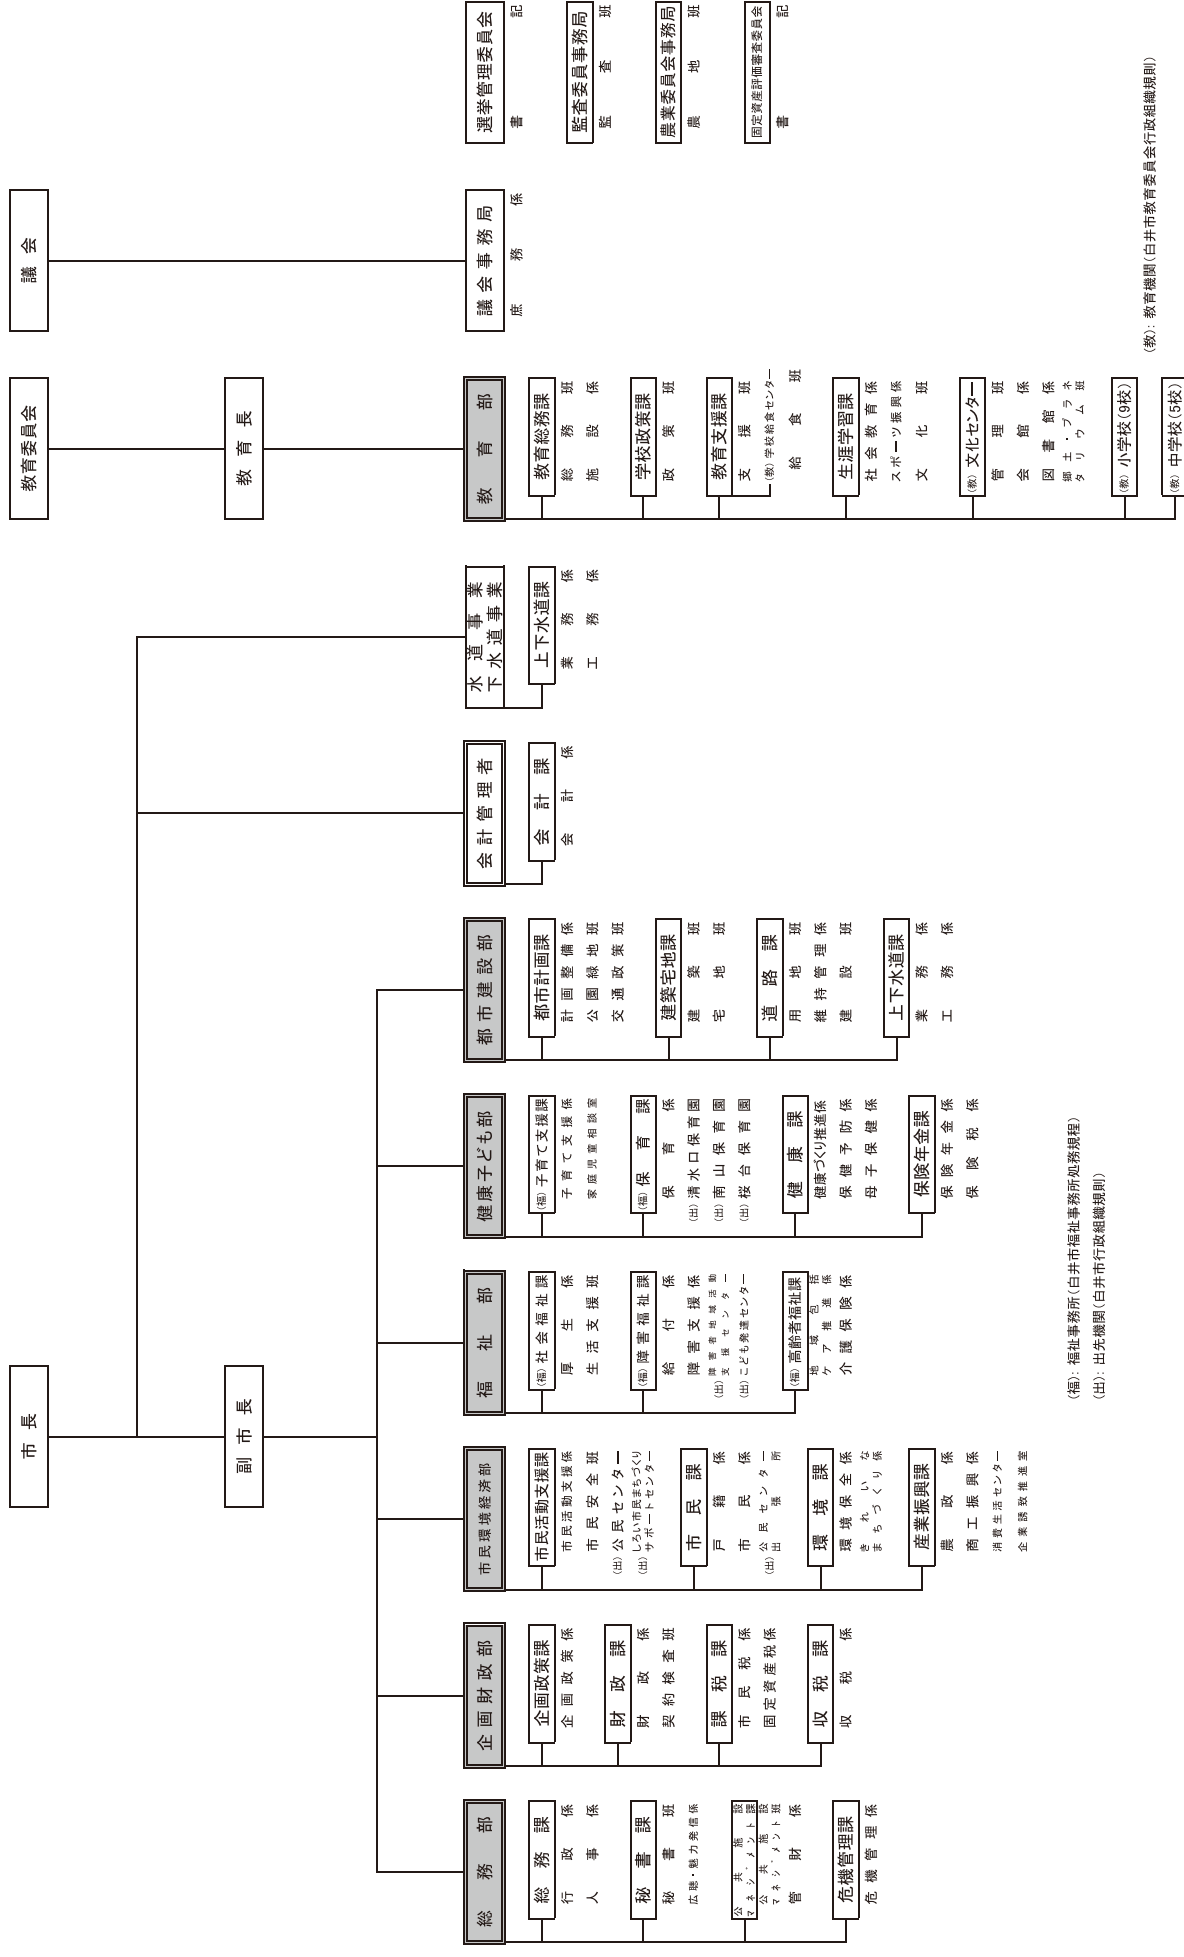 市長
副市長
総務部
総務課
行政係
人事係
秘書課
秘書班
広聴・魅力発信係
公共施設
マネジメント課
公共施設
マネジメント班
管財係
危機管理課
危機管理係
企画財政部
企画政策課
企画政策係
財政課
財政係
契約検査班
課税課
市民税係
固定資産税係
収税課
収税係
市民環境経済部
市民活動支援課
市民活動支援係
市民安全班
(出)公民センター
(出)しろい市民まちづくり
サポートセンター
市民課
戸籍係
市民係
(出)公民センター
出張所
環境課
環境保全係
きれいな
まちづくり係
産業振興課
農政係
商工振興係
消費生活センター
企業誘致推進室
福祉部
(福)社会福祉課
厚生係
生活支援班
(福)障害福祉課
給付係
障害支援係
(出)障害者地域活動
支援センター
(出)こども発達センター
(福)高齢者福祉課
地域包括
ケア推進係
介護保険係
健康子ども部
(福)子育て支援課
子育て支援係
家庭児童相談室
(福)保育課
保育係
(出)清水口保育園
(出)南山保育園
(出)桜台保育園
健康課
健康づくり推進係
保健予防係
母子保健係
保険年金課
保険年金係
保険税係
都市建設部
都市計画課
計画整備係
公園緑地班
交通政策班
建築宅地課
建築班
宅地班
道路課
用地班
維持管理係
建設班
上下水道課
業務係
工務係
会計管理者
会計課
会計係
水道事業
下水道事業
上下水道課
業務係
工務係
教育委員会
教育長
教育部
教育総務課
総務班
施設係
学校政策課
政策班
教育支援課
支援班
(教)学校給食センター
給食班
生涯学習課
社会教育係
スポーツ振興係
文化班
(教)文化センター
管理班
会館係
図書館係
郷土・プラネ
タリウム班
(教)小学校(9校)
(教)中学校(5校)
議会
議会事務局
庶務係
選挙管理委員会
書記
監査委員事務局
監査班
農業委員会事務局
農地班
固定資産評価審査委員会
書記
(福):福祉事務所(白井市福祉事務所処務規程)
(出):出先機関(白井市行政組織規則)
(教):教育機関(白井市教育委員会行政組織規則)